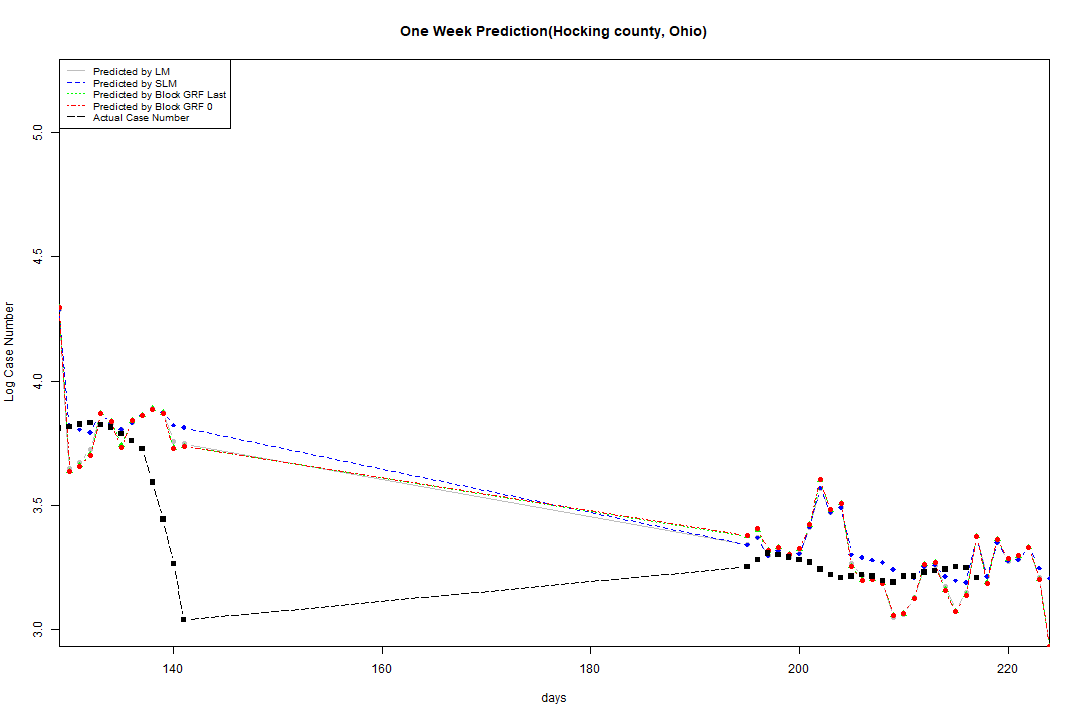 One Week Prediction(Hocking county, Ohio)
Predicted by LM
Predicted by SLM
Predicted by Block GRF Last
Predicted by Block GRF 0
Actual Case Number
Log Case Number
5.0
4.5
4.0
3.5
3.0
140
160
180
200
220
days